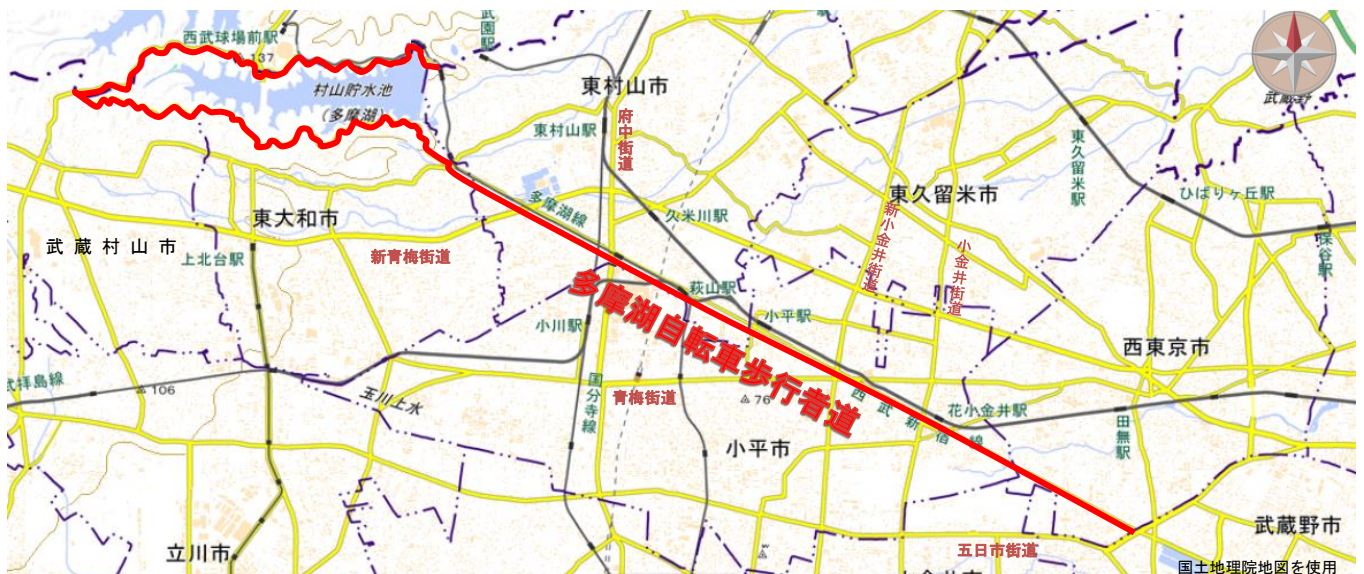 武園駅
西武球場前駅
137
村山貯水池
(多摩湖)
東村山市
武蔵野
東村山駅
府中街道
東久留米駅
東久留米市
ひばりヶ丘駅
多摩湖線
久米川駅
新小金井街道
小金井街道
保谷駅
東大和市
武蔵村山市
上北台駅
新青梅街道
萩山駅
多摩湖自転車歩行者道
小川駅
小平駅
西東京市
武拝島線
106
玉川上水
国分寺線
青梅街道
76
西武新宿線
花小金井駅
田無駅
小平市
武蔵野市
立川市
五日市街道
国土地理院地図を使用